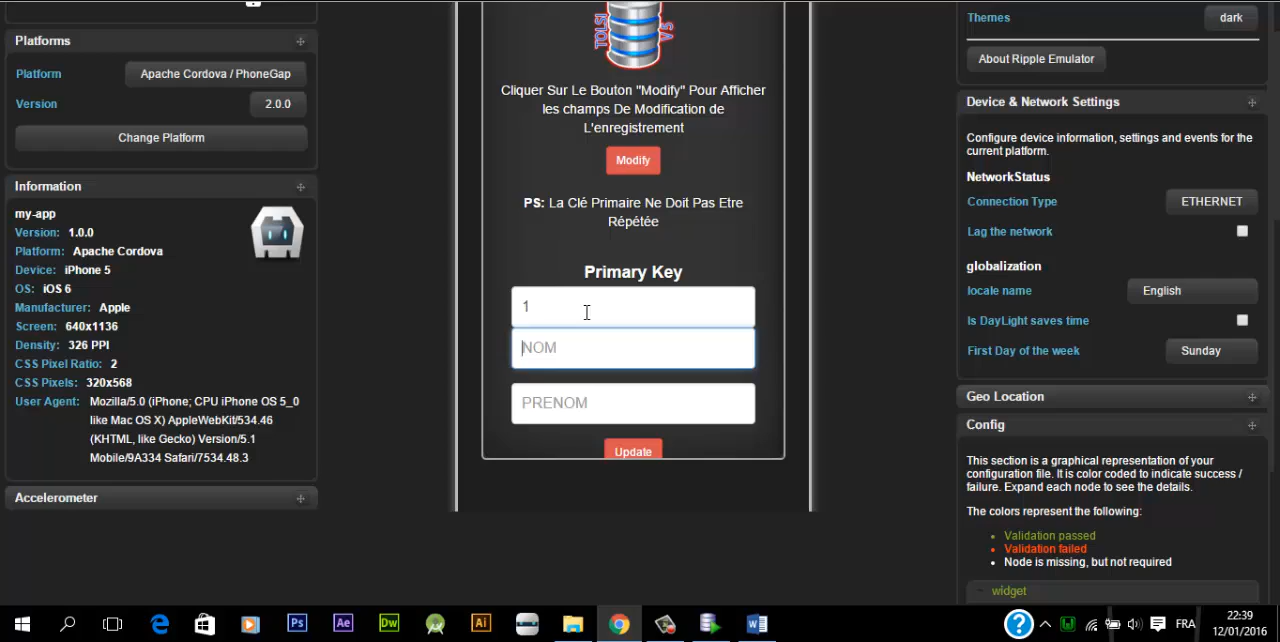 Platforms
Platform
Apache Cordova / PhoneGap
Version
2.0.0
Change Platform
Information
my-app
Version: 1.0.0
Platform: Apache Cordova
Device: iPhone 5
OS: iOS 6
Manufacturer: Apple
Screen: 640x1136
Density: 326 PPI
CSS Pixel Ratio: 2
CSS Pixels: 320x568
User Agent: Mozilla/5.0 (iPhone; CPU iPhone OS 5_0
like Mac OS X) AppleWebKit/534.46
(KHTML, like Gecko) Version/5.1
Mobile/9A334 Safari/7534.48.3
Accelerometer
TOLSI
SA
Cliquer Sur Le Bouton "Modify" Pour Afficher
les champs De Modification de
L'enregistrement
Modify
PS: La Clé Primaire Ne Doit Pas Etre
Répétée
Primary Key
1
NOM
PRENOM
Update
Themes
dark
About Ripple Emulator
Device & Network Settings
Configure device information, settings and events for the
current platform.
NetworkStatus
Connection Type
ETHERNET
Lag the network
globalization
locale name
English
Is DayLight saves time
First Day of the week
Sunday
Geo Location
Config
This section is a graphical representation of your
configuration file. It is color coded to indicate success /
failure. Expand each node to see the details.
The colors represent the following:
Validation passed
Validation failed
Node is missing, but not required
widget
Ps
Ae
Dw
Ai
FRA
22:39
12/01/2016